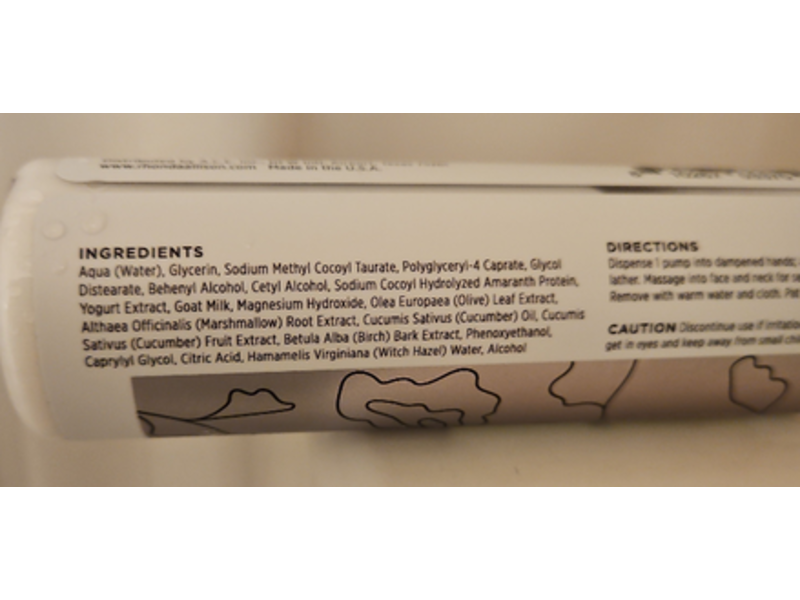 www.rhondaallison.com Made in the U.S.A.
INGREDIENTS
Aqua (Water), Glycerin, Sodium Methyl Cocoyl Taurate, Polyglyceryl-4 Caprate, Glycol
Distearate, Behenyl Alcohol, Cetyl Alcohol, Sodium Cocoyl Hydrolyzed Amaranth Protein,
Yogurt Extract, Goat Milk, Magnesium Hydroxide, Olea Europaea (Olive) Leaf Extract,
Althaea Officinalis (Marshmallow) Root Extract, Cucumis Sativus (Cucumber) Oil, Cucumis
Sativus (Cucumber) Fruit Extract, Betula Alba (Birch) Bark Extract, Phenoxyethanol,
Caprylyl Glycol, Citric Acid, Hamamelis Virginiana (Witch Hazel) Water, Alcohol
DIRECTIONS
Dispense 1 pump into dampened hands;
lather. Massage into face and neck for
Remove with warm water and cloth. Pat
CAUTION Discontinue use if
get in eyes and keep away from small